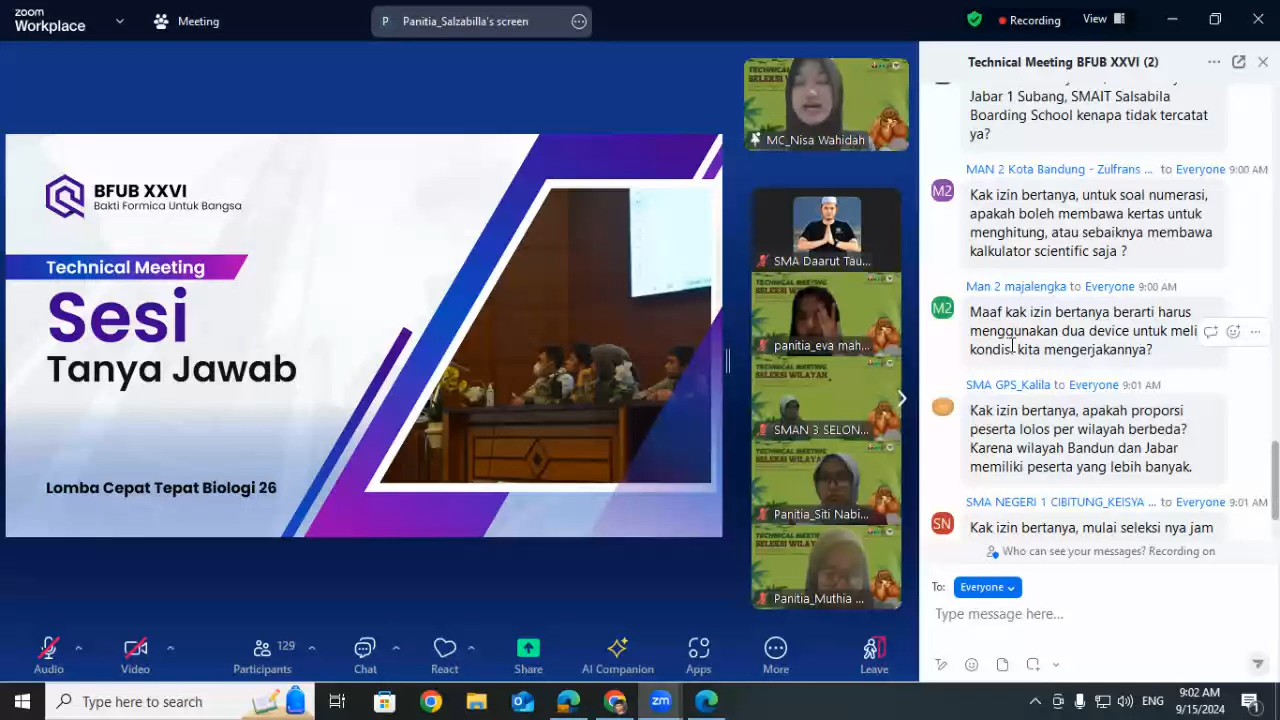 zoom
Workplace
Meeting
P Panitia_Salzabilla's screen
Recording
View
BFUB XXVI
Bakti Formica Untuk Bangsa
Technical Meeting
Sesi
Tanya Jawab
Lomba Cepat Tepat Biologi 26
MC_Nisa Wahidah
SMA Daarut Tau...
panitia_eva mah...
SMAN 3 SELON...
Panitia_Siti Nabi...
Panitia_Muthia ...
Technical Meeting BFUB XXVI (2)
Jabar 1 Subang, SMAIT Salsabila
Boarding School kenapa tidak tercatat
ya?
MAN 2 Kota Bandung - Zulfrans ... to Everyone 9:00 AM
M2
Kak izin bertanya, untuk soal numerasi,
apakah boleh membawa kertas untuk
menghitung, atau sebaiknya membawa
kalkulator scientific saja ?
Man 2 majalengka to Everyone 9:00 AM
M2
Maaf kak izin bertanya berarti harus
menggunakan dua device untuk meli
kondisi kita mengerjakannya?
SMA GPS_Kalila to Everyone 9:01 AM
Kak izin bertanya, apakah proporsi
peserta lolos per wilayah berbeda?
Karena wilayah Bandun dan Jabar
memiliki peserta yang lebih banyak.
SMA NEGERI 1 CIBITUNG_KEISYA ... to Everyone 9:01 AM
SN
Kak izin bertanya, mulai seleksi nya jam
Who can see your messages? Recording on
To: Everyone
Type message here...
Audio
Video
129
Participants
Chat
React
Share
AI Companion
Apps
More
Leave
Type here to search
zm
ENG
9:02 AM
9/15/2024
1